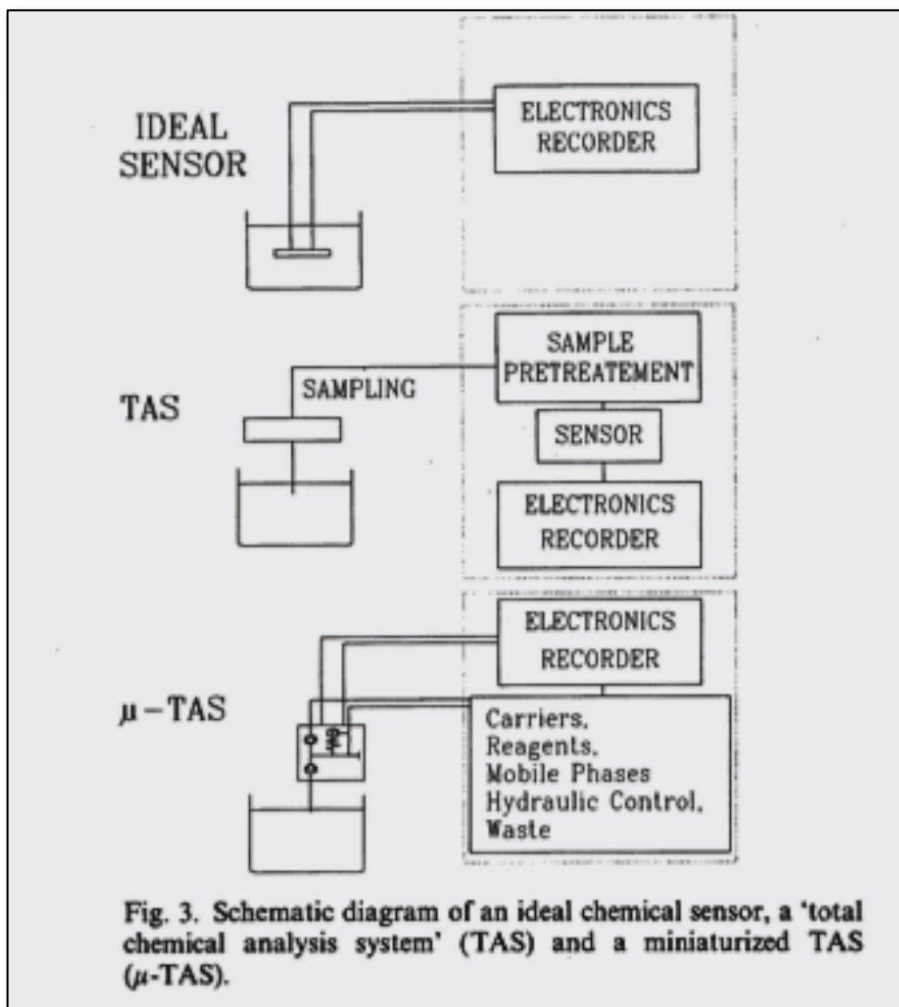 IDEAL
SENSOR
ELECTRONICS
RECORDER
TAS
SAMPLING
SAMPLE
PRETREATEMENT
SENSOR
ELECTRONICS
RECORDER
μ-TAS
ELECTRONICS
RECORDER
Carriers,
Reagents,
Mobile Phases
Hydraulic Control,
Waste
Fig. 3. Schematic diagram of an ideal chemical sensor, a 'total
chemical analysis system' (TAS) and a miniaturized TAS
(μ-TAS).